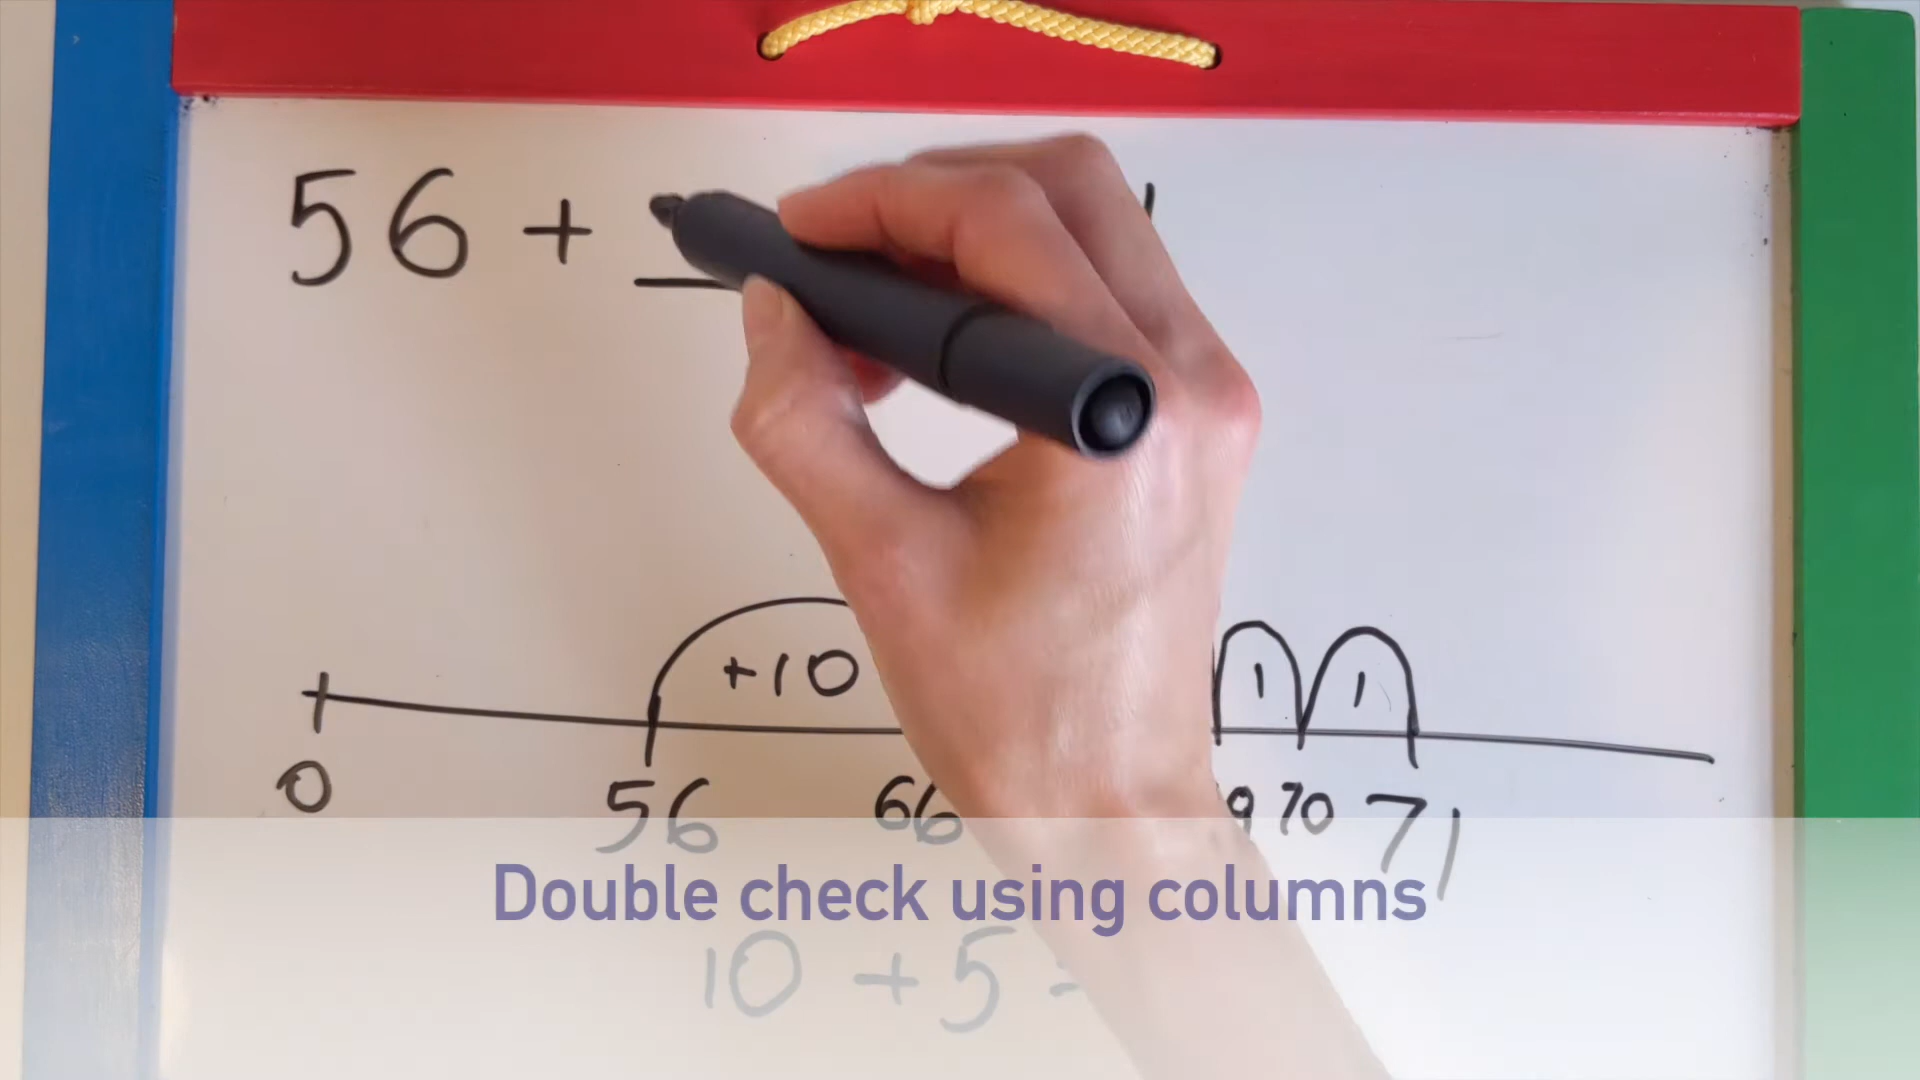 56 +
+10 1 1
0 56 66 70 71
Double check using columns
10 + 5 =